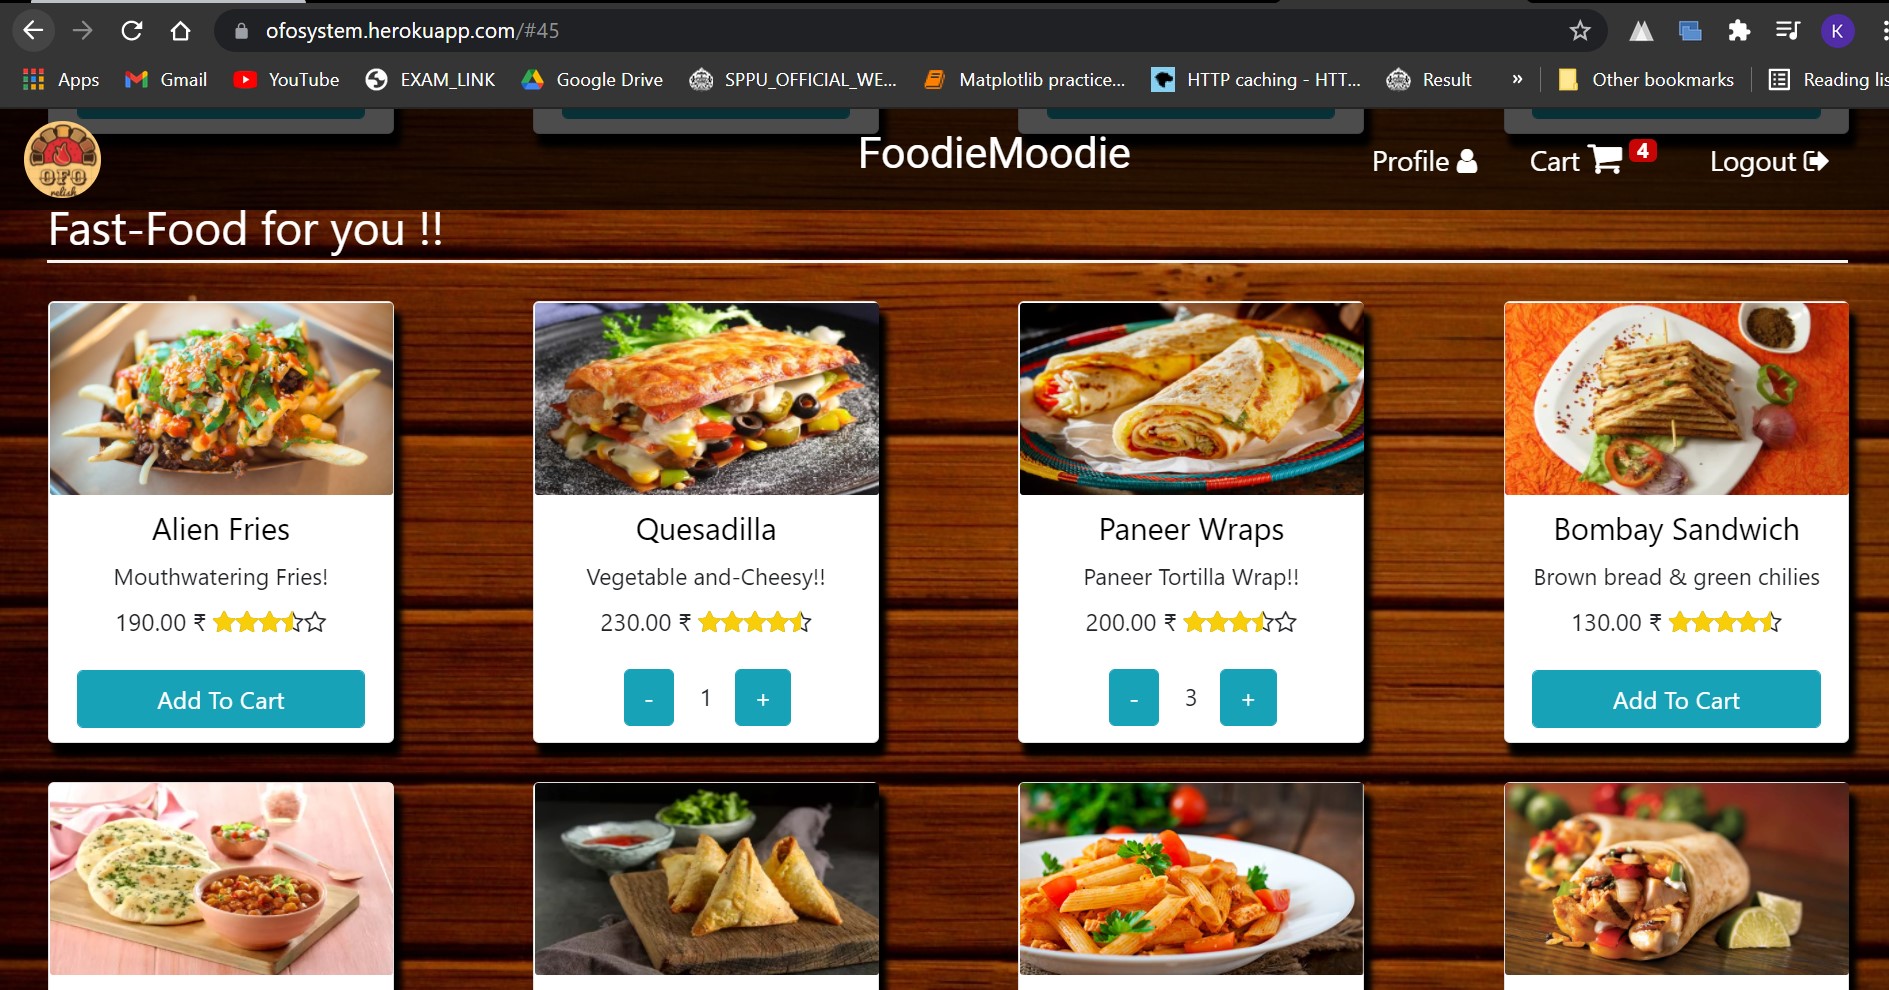 ofosystem.herokuapp.com/#45
K
Apps Gmail YouTube EXAM_LINK Google Drive SPPU_OFFICIAL_WE... Matplotlib practice... HTTP caching - HTT... Result » Other bookmarks Reading lis
OFO
relish
FoodieMoodie
Profile Cart 4 Logout
Fast-Food for you !!
Alien Fries
Mouthwatering Fries!
190.00 ₹
Add To Cart
Quesadilla
Vegetable and-Cheesy!!
230.00 ₹
- 1 +
Paneer Wraps
Paneer Tortilla Wrap!!
200.00 ₹
- 3 +
Bombay Sandwich
Brown bread & green chilies
130.00 ₹
Add To Cart